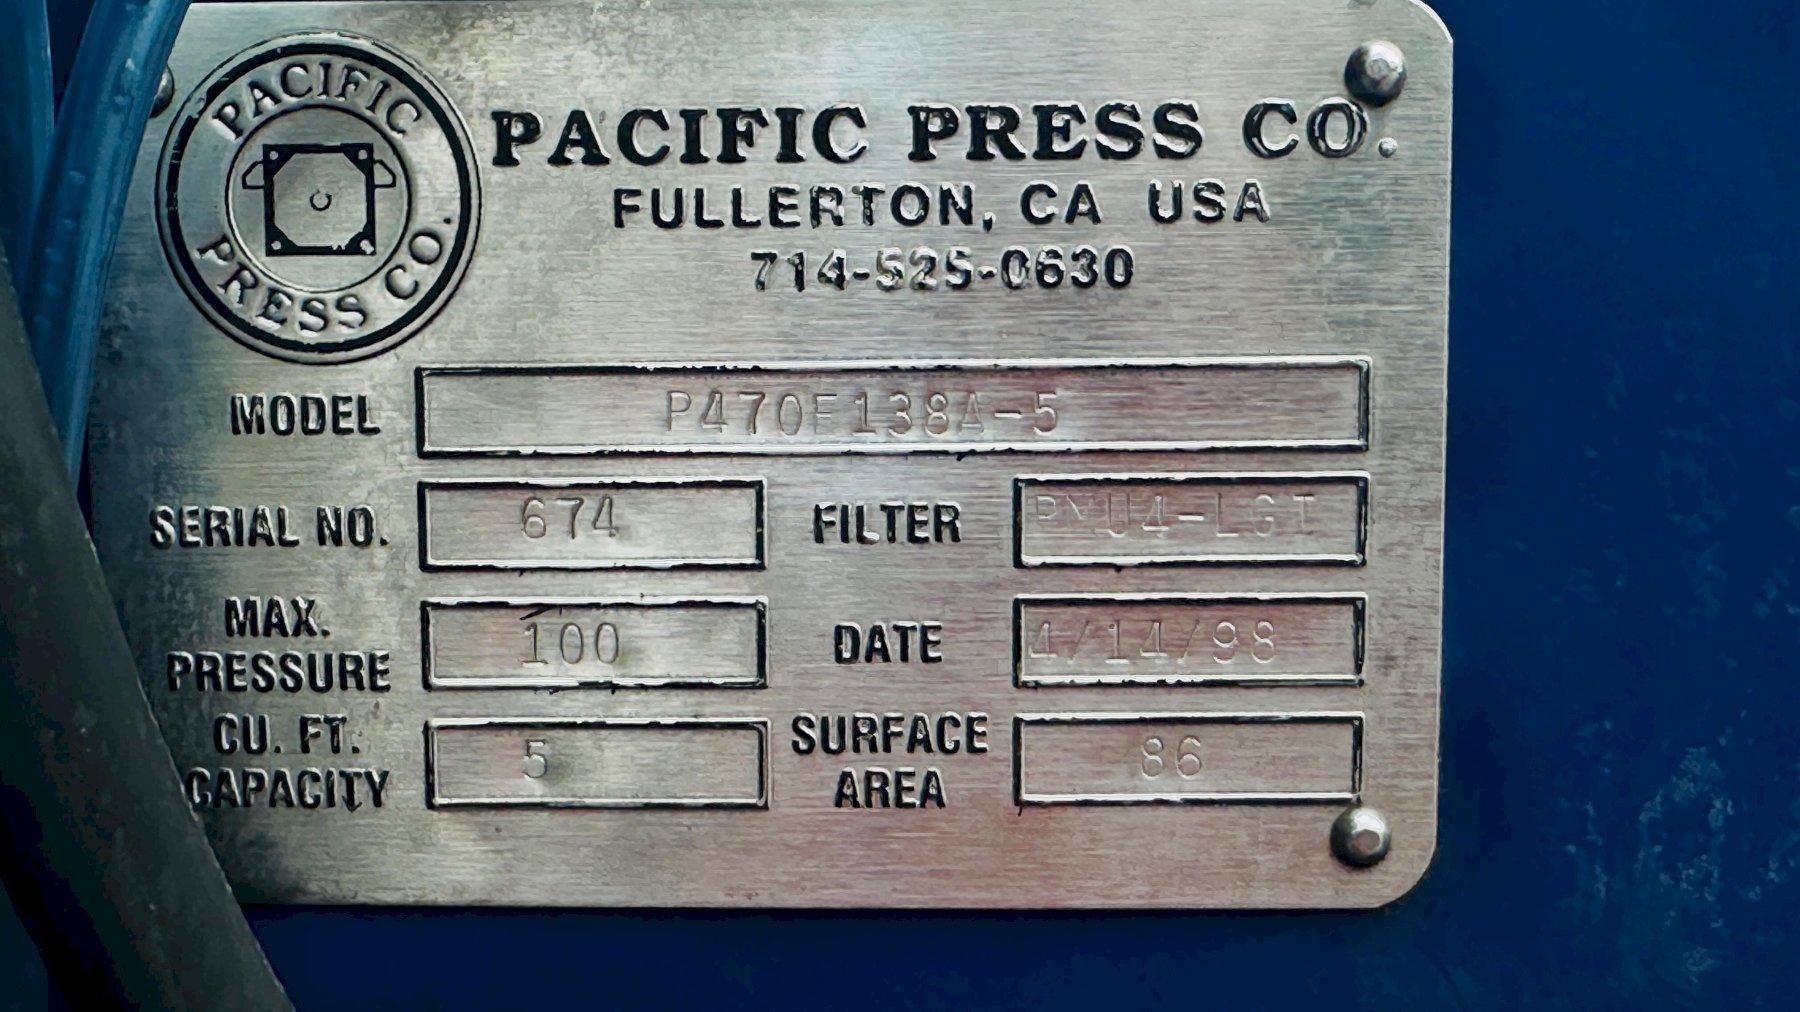 PACIFIC PRESS CO.
PACIFIC PRESS CO.
FULLERTON, CA USA
714-525-0630
MODEL P470F138A-5
SERIAL NO. 674 FILTER
MAX. PRESSURE 100 DATE 4/14/98
CU. FT. CAPACITY 5 SURFACE AREA 86